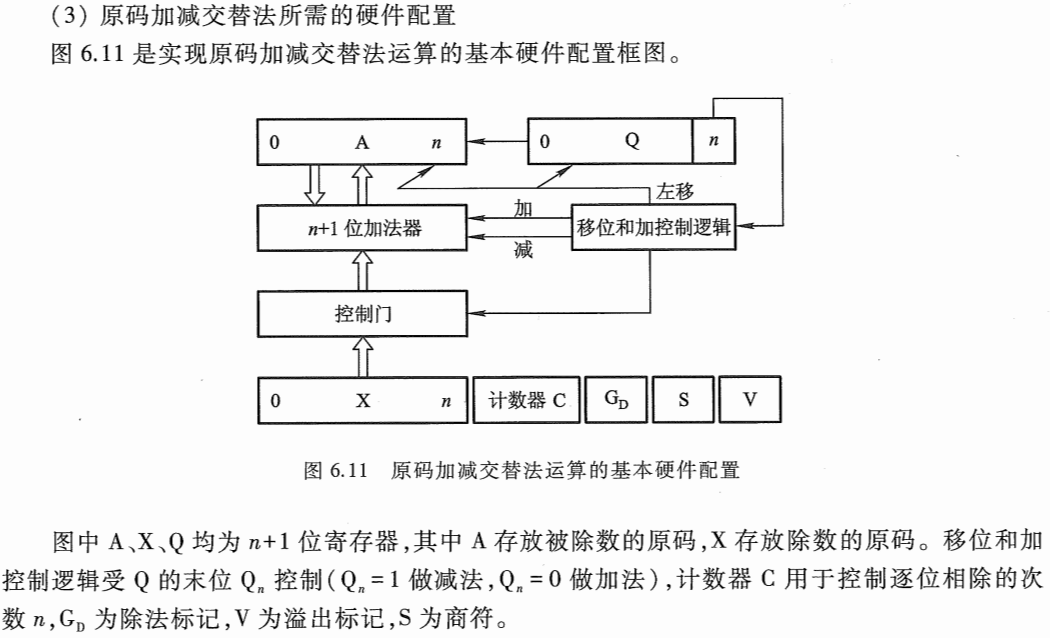 (3) 原码加减交替法所需的硬件配置
图 6.11 是实现原码加减交替法运算的基本硬件配置框图。
0 A n
0 Q n
左移
加
n+1 位加法器
移位和加控制逻辑
减
控制门
0 X n
计数器 C
G_D
S
V
图 6.11 原码加减交替法运算的基本硬件配置
图中 A、X、Q 均为 n+1 位寄存器,其中 A 存放被除数的原码,X 存放除数的原码。移位和加
控制逻辑受 Q 的末位 Q_n 控制(Q_n=1 做减法,Q_n=0 做加法),计数器 C 用于控制逐位相除的次
数 n,G_D 为除法标记,V 为溢出标记,S 为商符。